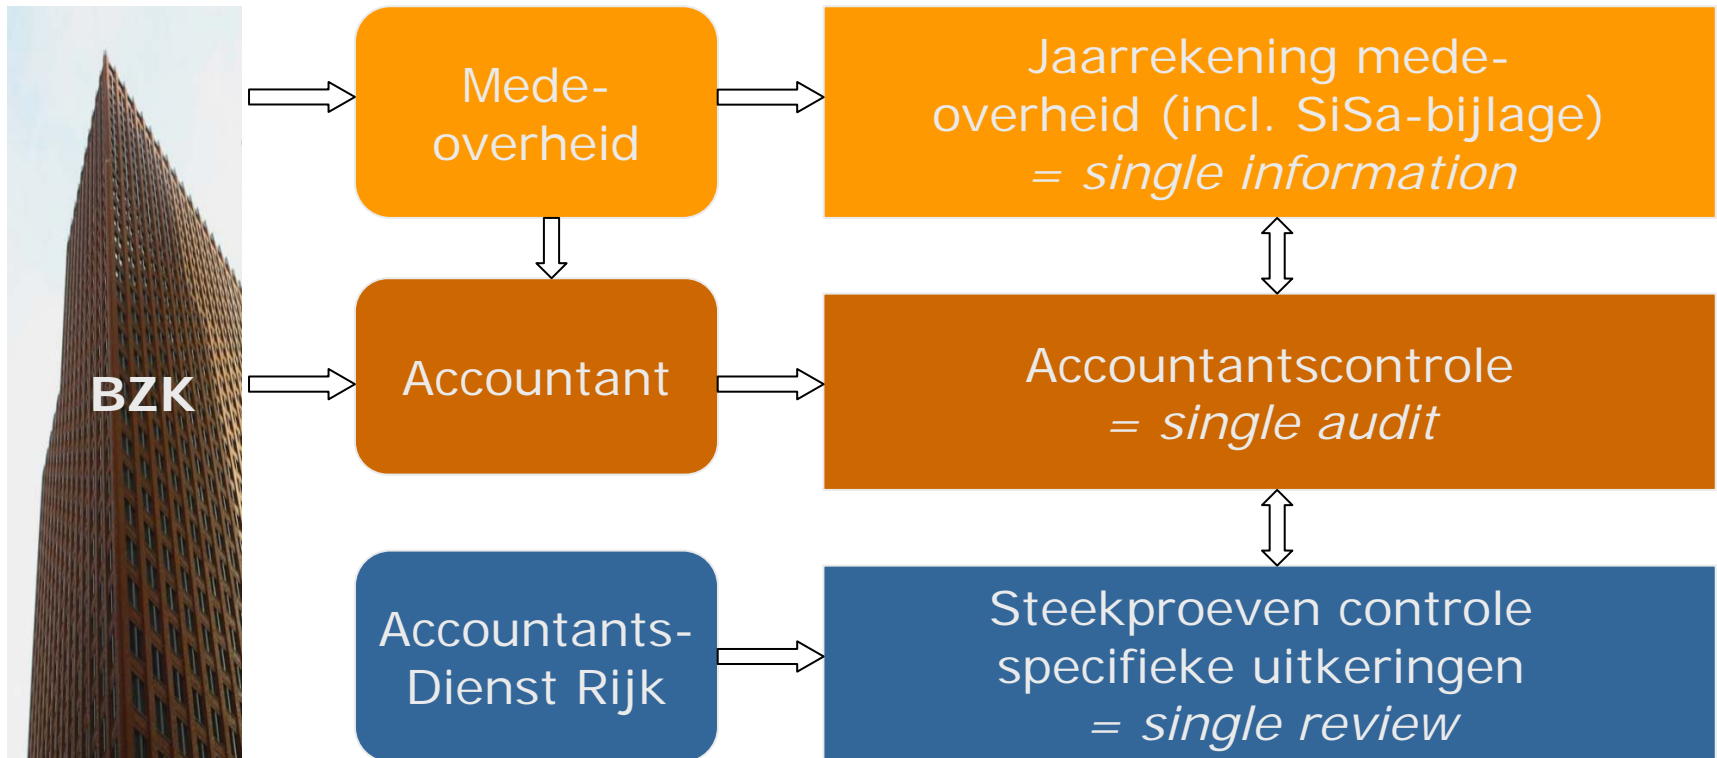 BZK
Mede-
overheid
Jaarrekening mede-
overheid (incl. SiSa-bijlage)
= single information
Accountant
Accountantscontrole
= single audit
Accountants-
Dienst Rijk
Steekproeven controle
specifieke uitkeringen
= single review